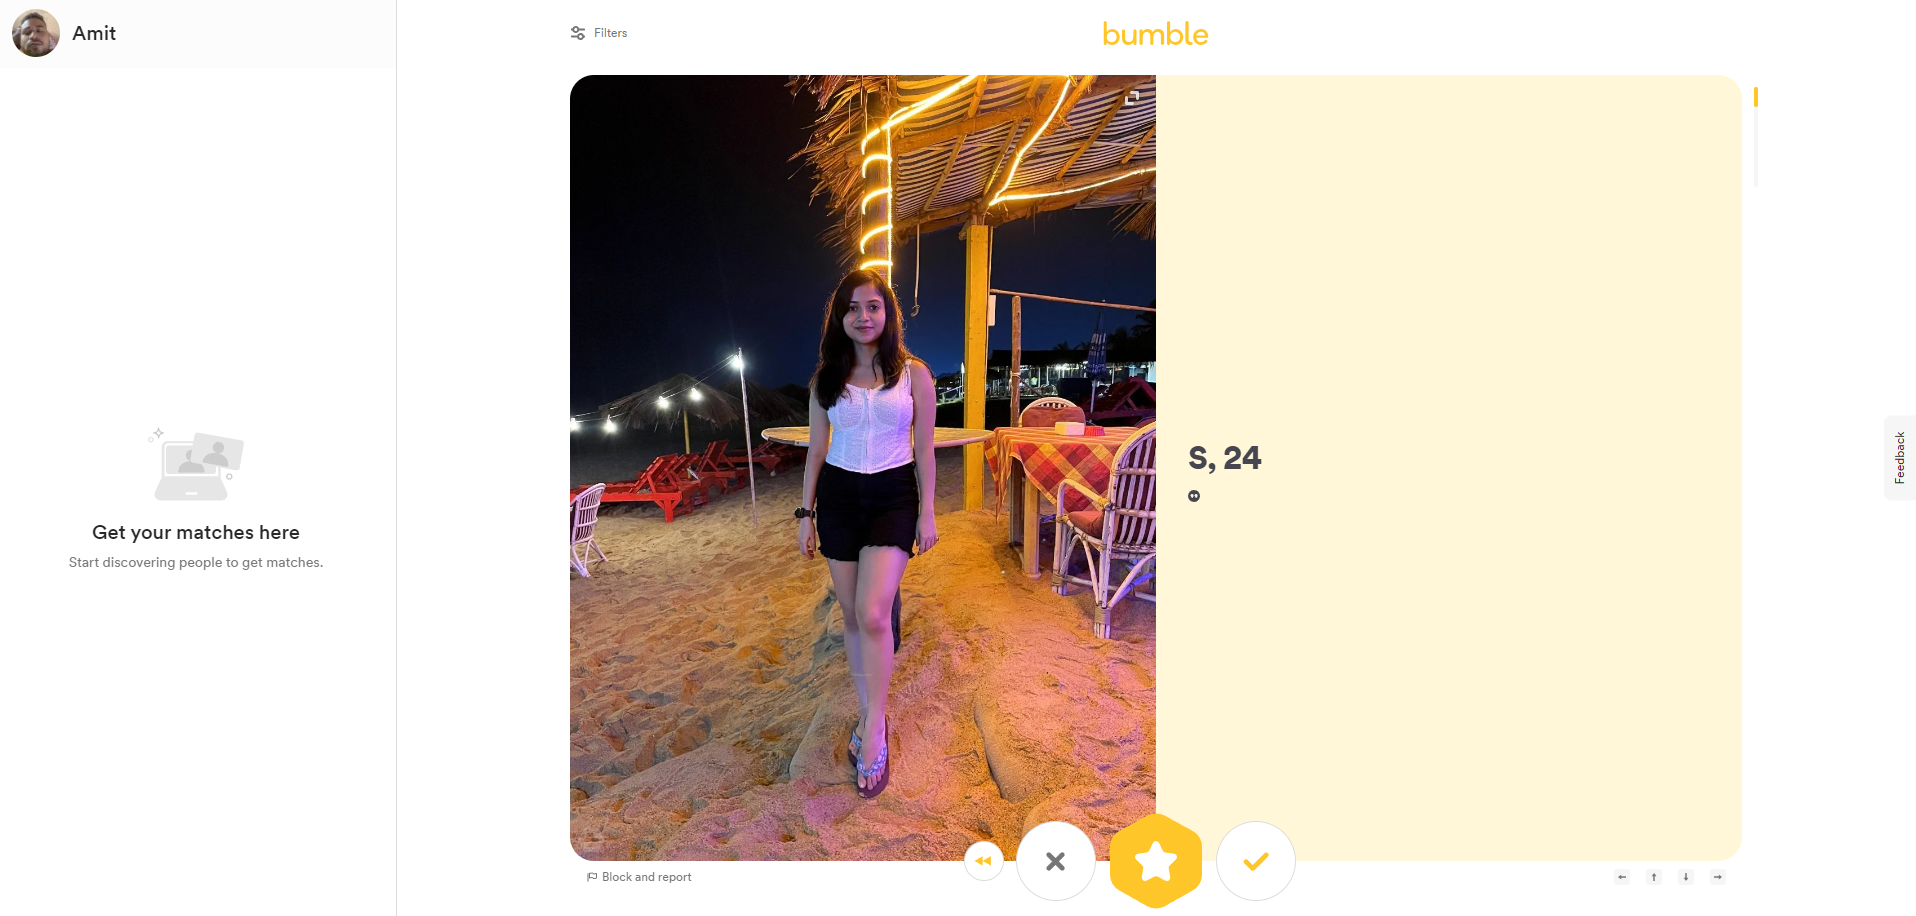 Amit
Filters
bumble
S, 24
Get your matches here
Start discovering people to get matches.
Feedback
Block and report